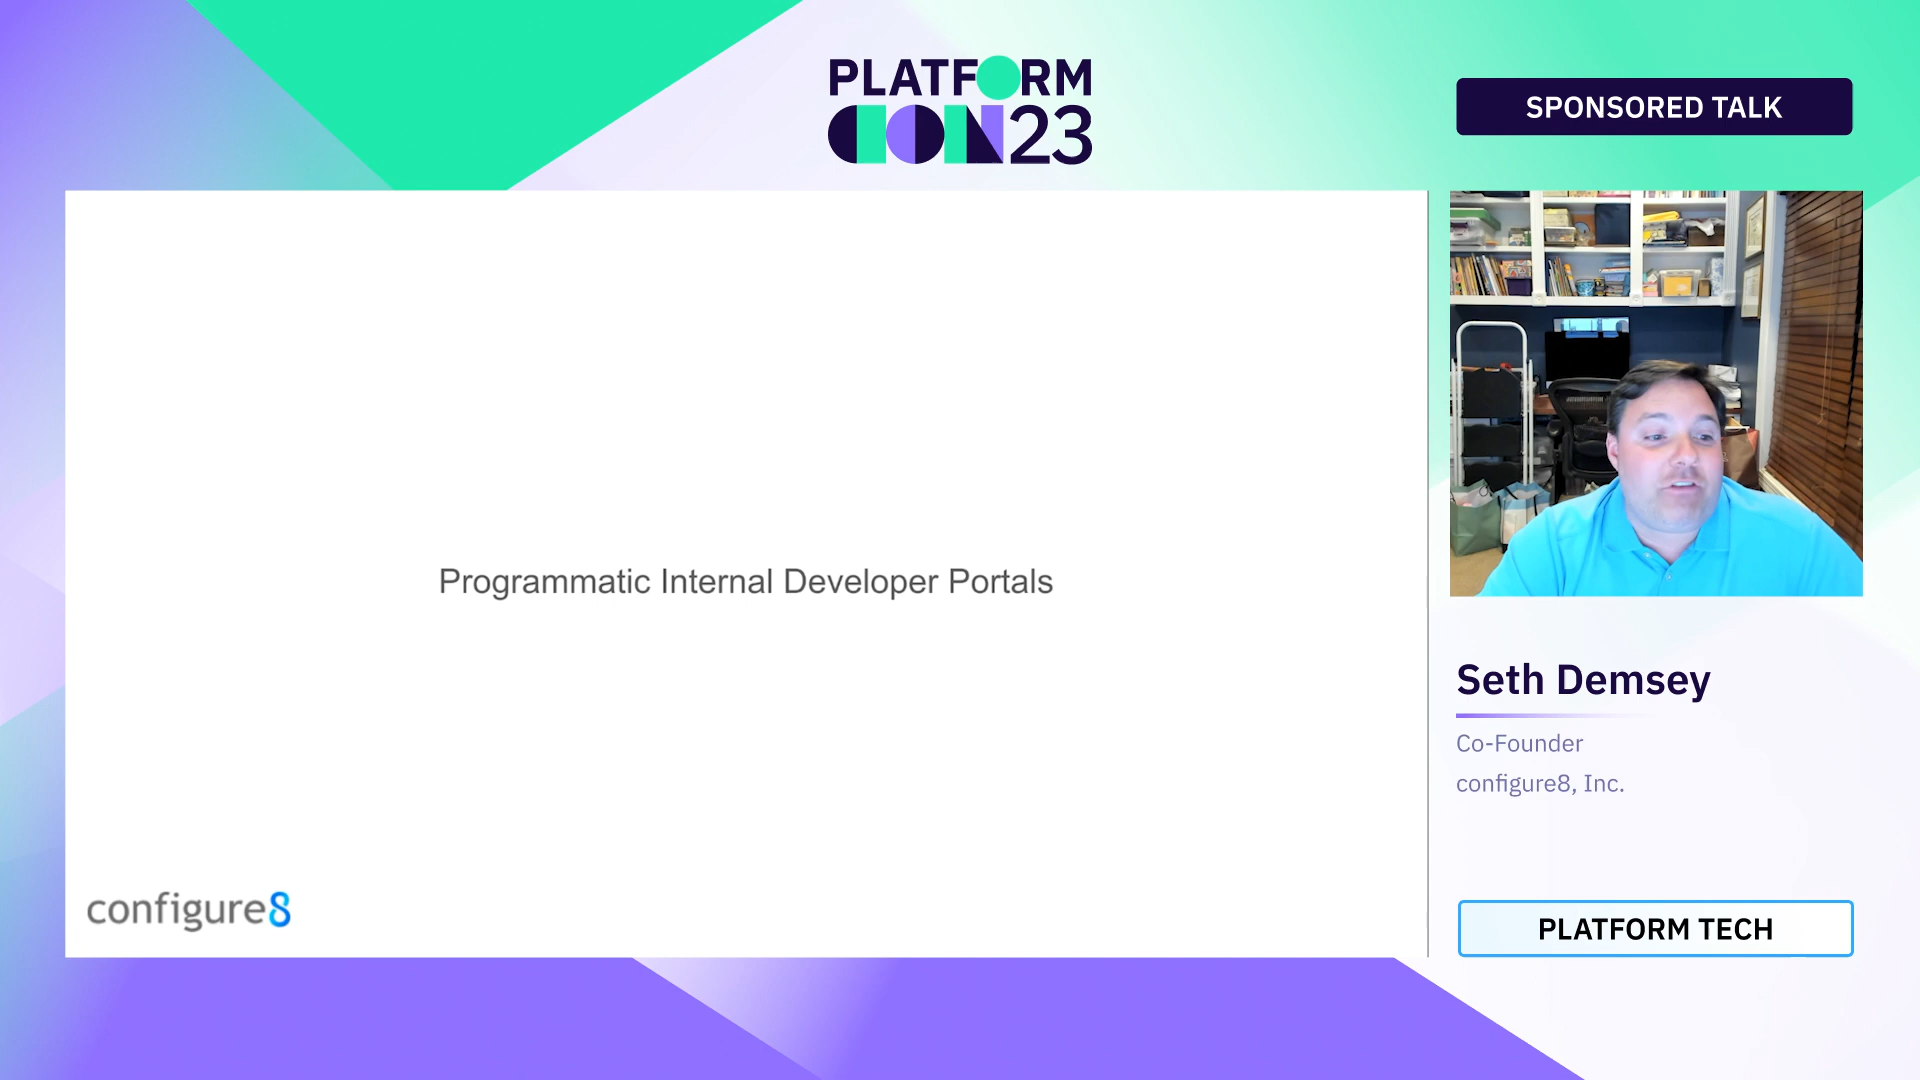 PLATFORM
CON23
SPONSORED TALK
Programmatic Internal Developer Portals
configure8
Seth Demsey
Co-Founder
configure8, Inc.
PLATFORM TECH